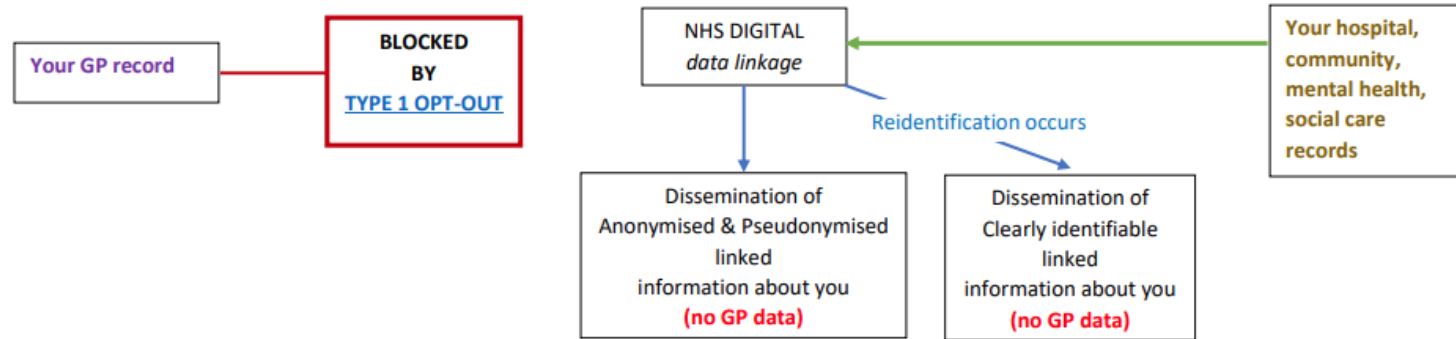 Your GP record
BLOCKED
BY
TYPE 1 OPT-OUT
NHS DIGITAL
data linkage
Your hospital,
community,
mental health,
social care
records
Reidentification occurs
Dissemination of
Anonymised & Pseudonymised
linked
information about you
(no GP data)
Dissemination of
Clearly identifiable
linked
information about you
(no GP data)